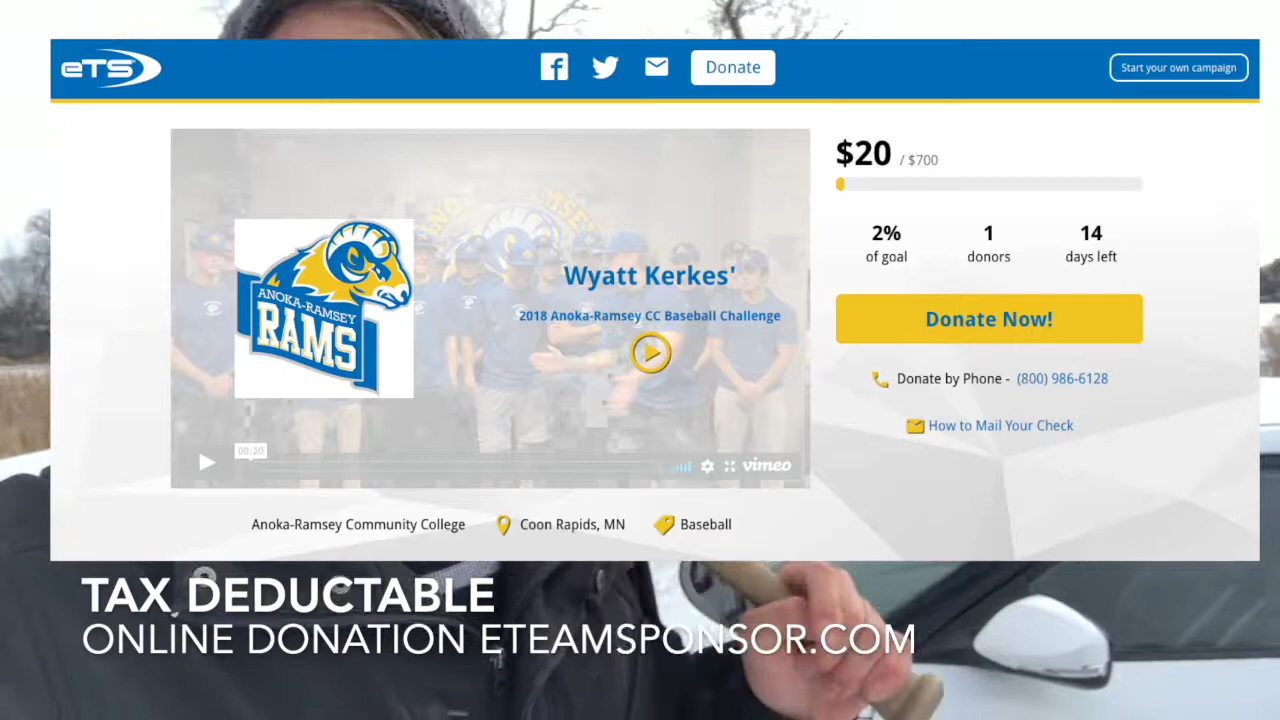 eTS
Donate
Start your own campaign
$20 / $700
2%
of goal
1
donors
14
days left
Donate Now!
Donate by Phone - (800) 986-6128
How to Mail Your Check
ANOKA-RAMSEY
RAMS
Wyatt Kerkes'
2018 Anoka-Ramsey CC Baseball Challenge
00:20
vimeo
Anoka-Ramsey Community College
Coon Rapids, MN
Baseball
TAX DEDUCTABLE
ONLINE DONATION ETEAMSPONSOR.COM